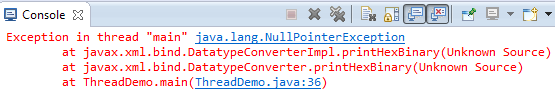 Console
Exception in thread "main" java.lang.NullPointerException
at javax.xml.bind.DatatypeConverterImpl.printHexBinary(Unknown Source)
at javax.xml.bind.DatatypeConverter.printHexBinary(Unknown Source)
at ThreadDemo.main(ThreadDemo.java:36)